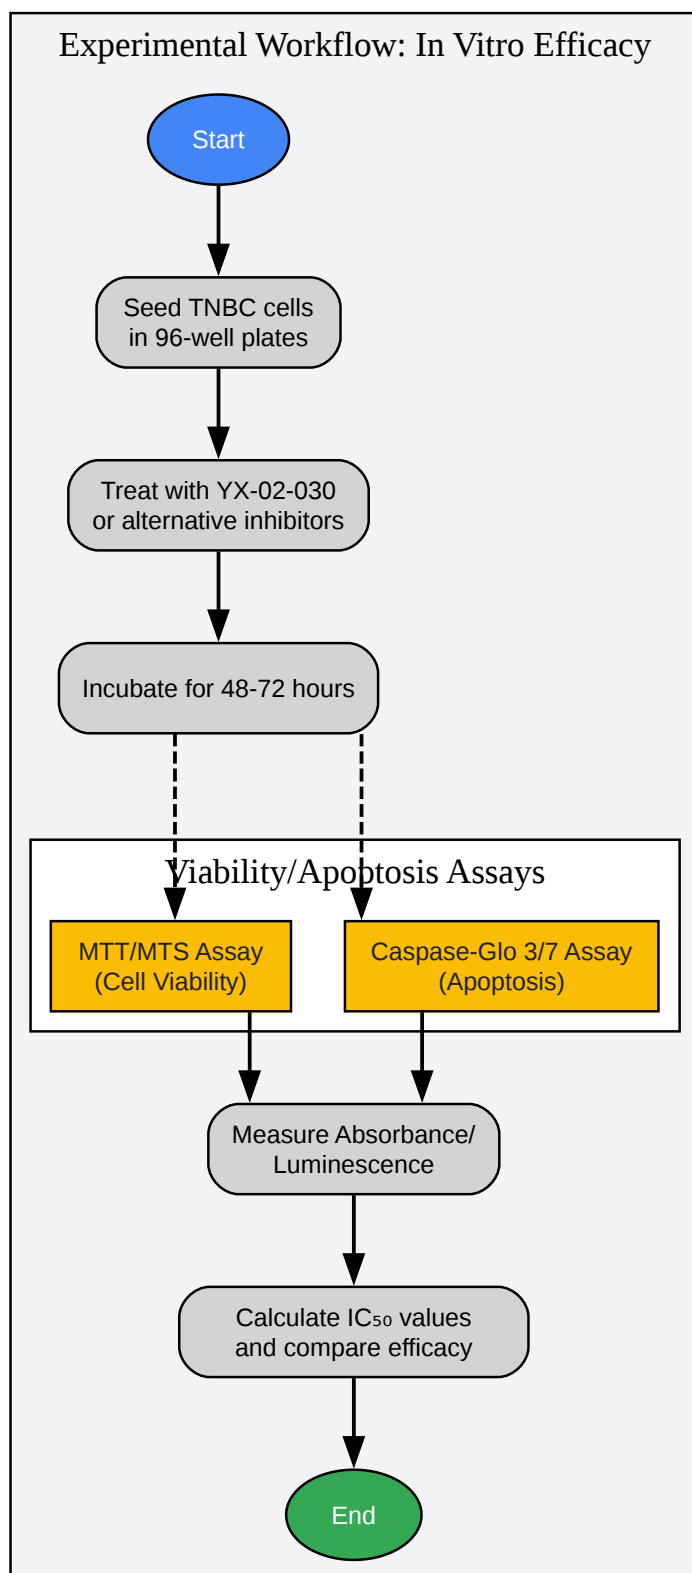 Experimental Workflow: In Vitro Efficacy
Start
Seed TNBC cells
in 96-well plates
Treat with YX-02-030
or alternative inhibitors
Incubate for 48-72 hours
Viability/Apoptosis Assays
MTT/MTS Assay
(Cell Viability)
Caspase-Glo 3/7 Assay
(Apoptosis)
Measure Absorbance/
Luminescence
Calculate IC₅₀ values
and compare efficacy
End